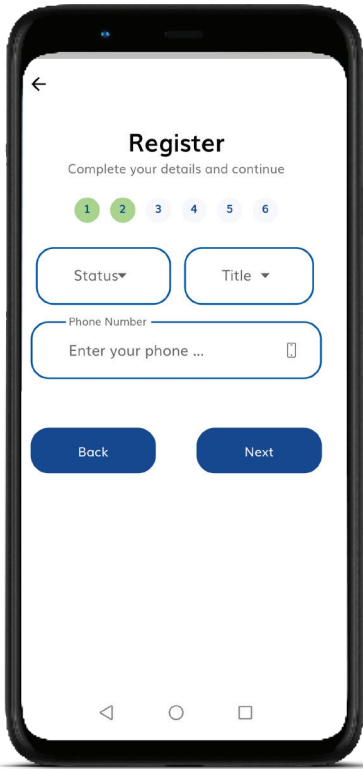 Register
Complete your details and continue
1 2 3 4 5 6
Status Title
Phone Number
Enter your phone ...
Back Next